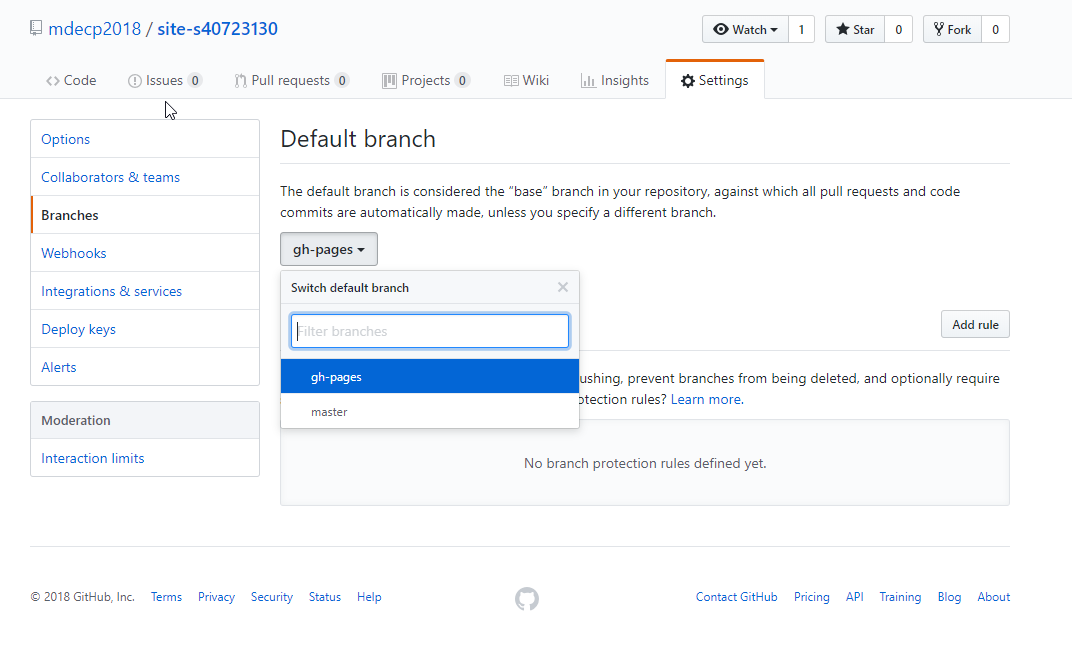 mdecp2018 / site-s40723130
Watch 1 Star 0 Fork 0
Code Issues 0 Pull requests 0 Projects 0 Wiki Insights Settings
Options
Collaborators & teams
Branches
Webhooks
Integrations & services
Deploy keys
Alerts
Moderation
Interaction limits
Default branch
The default branch is considered the “base” branch in your repository, against which all pull requests and code
commits are automatically made, unless you specify a different branch.
gh-pages
Switch default branch
Filter branches
gh-pages
master
Add rule
ushing, prevent branches from being deleted, and optionally require
otection rules? Learn more.
No branch protection rules defined yet.
© 2018 GitHub, Inc. Terms Privacy Security Status Help
Contact GitHub Pricing API Training Blog About